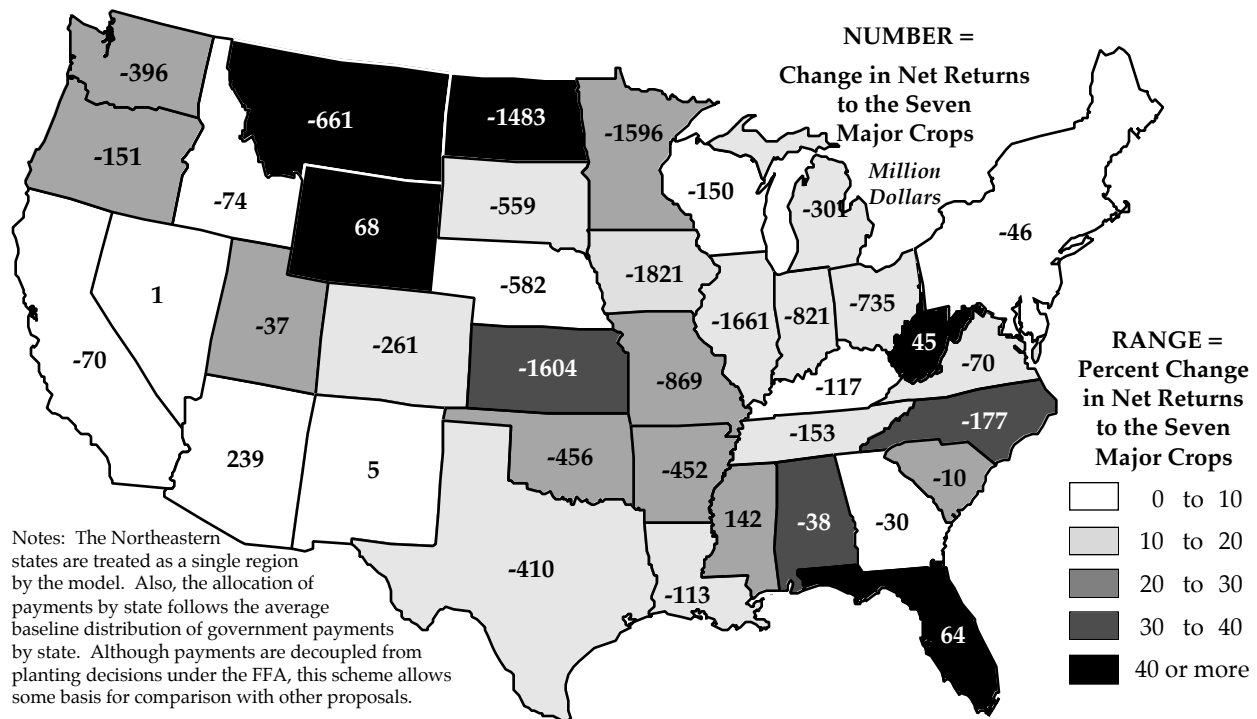 NUMBER =
Change in Net Returns
to the Seven
Major Crops
Million
Dollars
-396
-661
-1483
-1596
-151
-74
68
-559
-150
-301
-46
1
-582
-1821
-37
-261
-1661
-821
-735
45
-70
-70
-1604
-869
-117
-177
-153
239
5
-456
-452
-10
142
-38
-30
-410
-113
64
RANGE =
Percent Change
in Net Returns
to the Seven
Major Crops
0 to 10
10 to 20
20 to 30
30 to 40
40 or more
Notes: The Northeastern
states are treated as a single region
by the model. Also, the allocation of
payments by state follows the average
baseline distribution of government payments
by state. Although payments are decoupled from
planting decisions under the FFA, this scheme allows
some basis for comparison with other proposals.